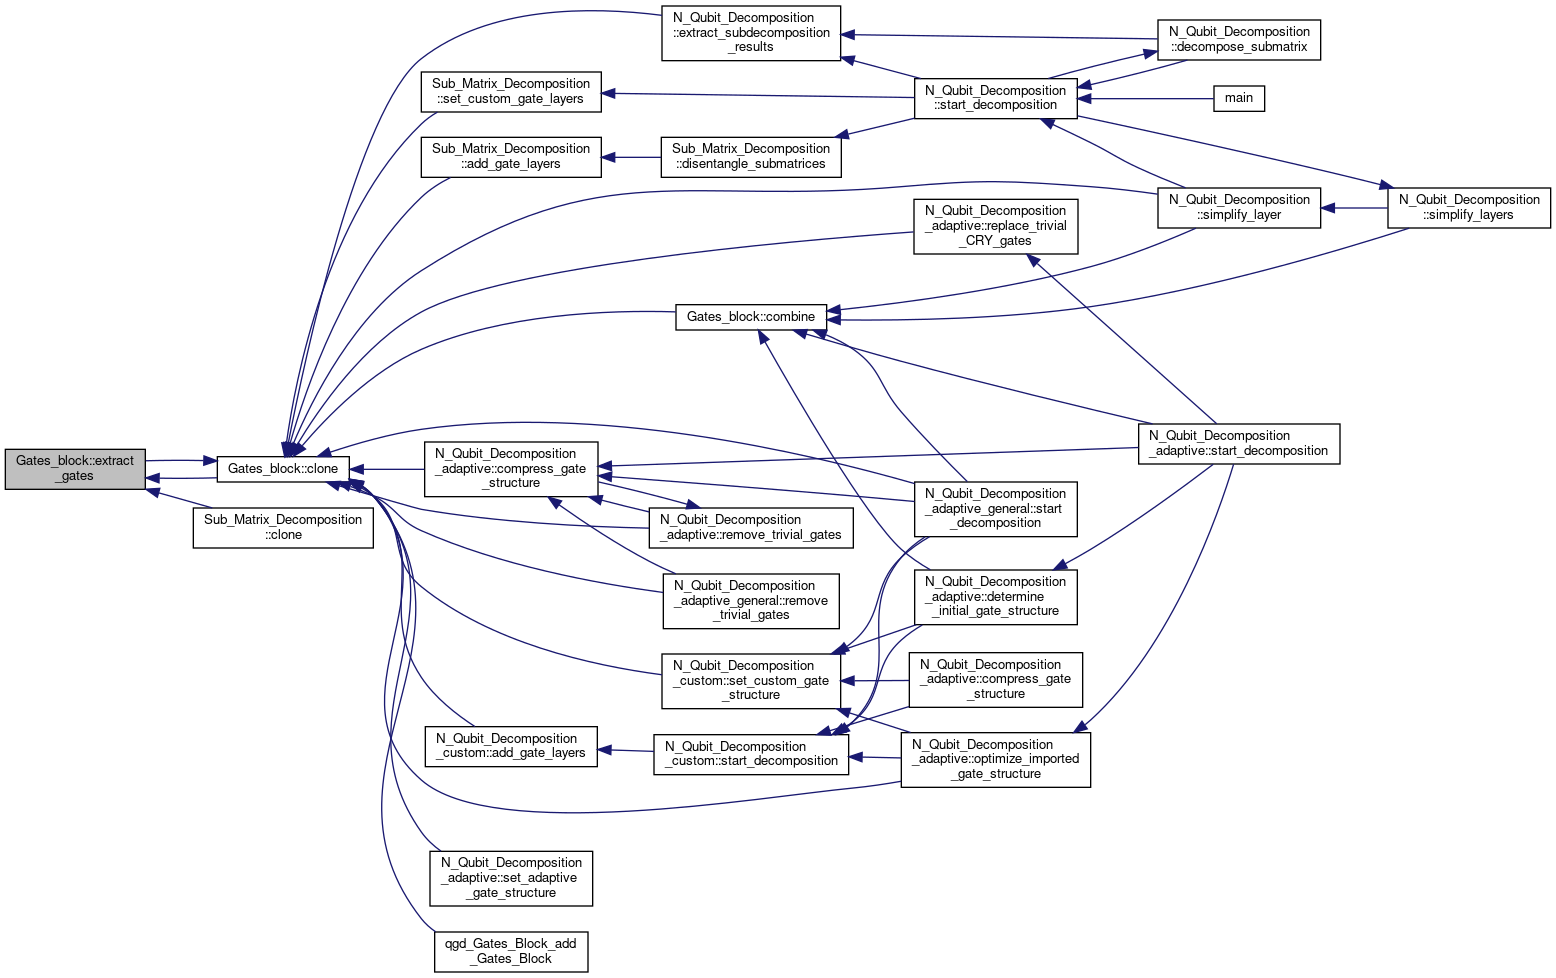 Gates_block::extract
_gates
Gates_block::clone
Sub_Matrix_Decomposition
::clone
N_Qubit_Decomposition
::extract_subdecomposition
_results
Sub_Matrix_Decomposition
::set_custom_gate_layers
Sub_Matrix_Decomposition
::add_gate_layers
Sub_Matrix_Decomposition
::disentangle_submatrices
N_Qubit_Decomposition
::start_decomposition
N_Qubit_Decomposition
::decompose_submatrix
main
N_Qubit_Decomposition
::simplify_layer
N_Qubit_Decomposition
::simplify_layers
N_Qubit_Decomposition
_adaptive::replace_trivial
_CRY_gates
Gates_block::combine
N_Qubit_Decomposition
_adaptive::start_decomposition
N_Qubit_Decomposition
_adaptive::compress_gate
_structure
N_Qubit_Decomposition
_adaptive_general::start
_decomposition
N_Qubit_Decomposition
_adaptive::remove_trivial_gates
N_Qubit_Decomposition
_adaptive_general::remove
_trivial_gates
N_Qubit_Decomposition
_adaptive::determine
_initial_gate_structure
N_Qubit_Decomposition
_custom::set_custom_gate
_structure
N_Qubit_Decomposition
_adaptive::compress_gate
_structure
N_Qubit_Decomposition
_custom::add_gate_layers
N_Qubit_Decomposition
_custom::start_decomposition
N_Qubit_Decomposition
_adaptive::optimize_imported
_gate_structure
N_Qubit_Decomposition
_adaptive::set_adaptive
_gate_structure
qgd_Gates_Block_add
_Gates_Block